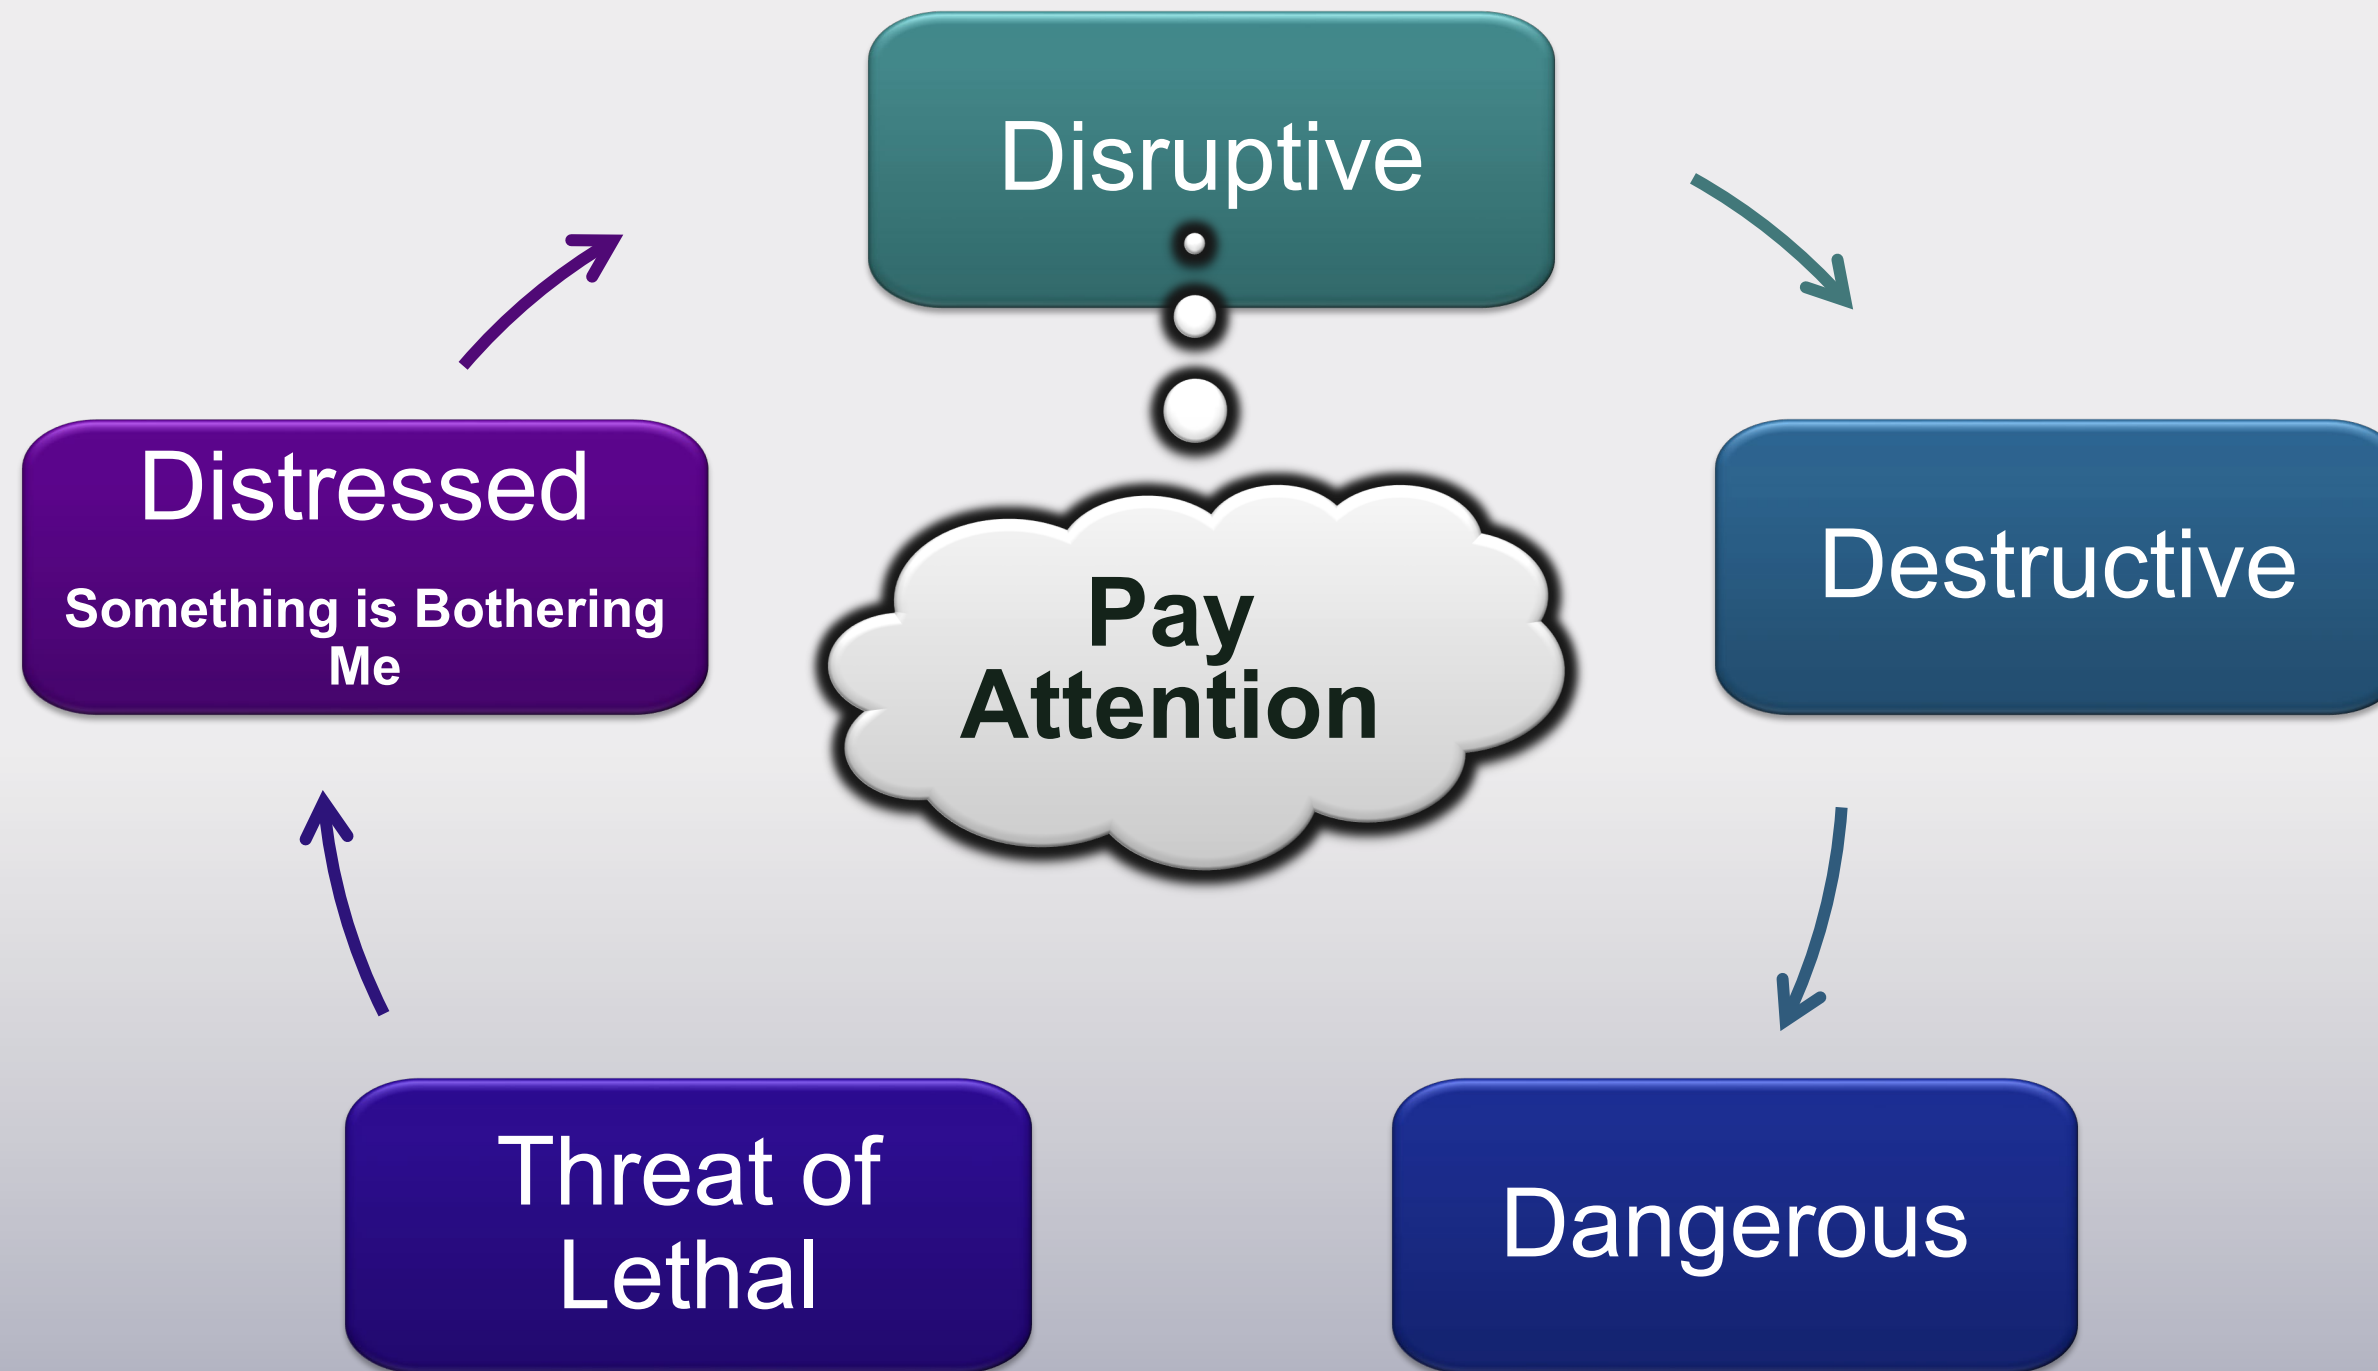 Disruptive
Distressed
Something is Bothering
Me
Pay
Attention
Destructive
Threat of
Lethal
Dangerous